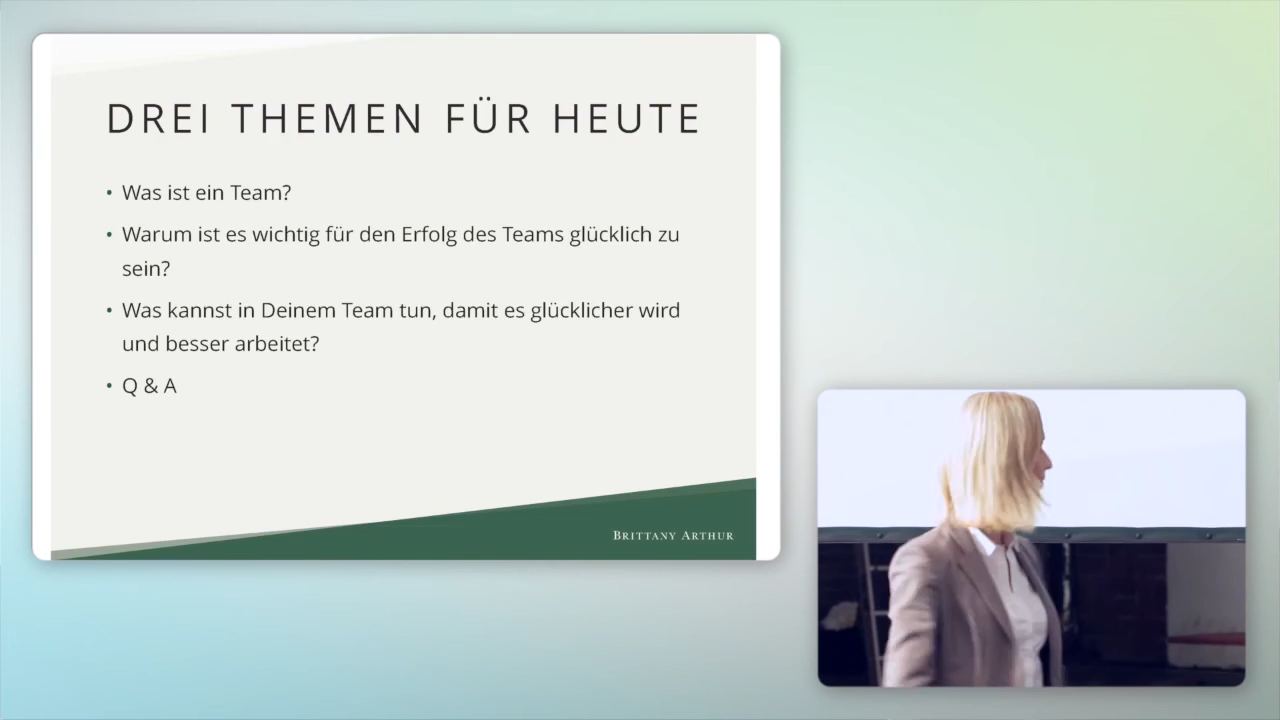 DREI THEMEN FÜR HEUTE
• Was ist ein Team?
• Warum ist es wichtig für den Erfolg des Teams glücklich zu
sein?
• Was kannst in Deinem Team tun, damit es glücklicher wird
und besser arbeitet?
• Q & A
Brittany Arthur